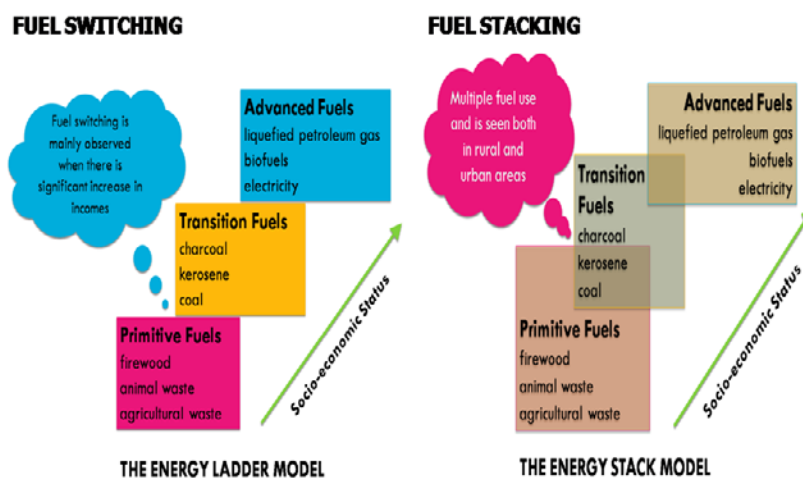 FUEL SWITCHING
Fuel switching is
mainly observed
when there is
significant increase in
incomes
Advanced Fuels
liquefied petroleum gas
biofuels
electricity
Transition Fuels
charcoal
kerosene
coal
Primitive Fuels
firewood
animal waste
agricultural waste
Socio-economic Status
THE ENERGY LADDER MODEL
FUEL STACKING
Multiple fuel use
and is seen both
in rural and
urban areas
Advanced Fuels
liquefied petroleum gas
biofuels
electricity
Transition
Fuels
charcoal
kerosene
coal
Primitive Fuels
firewood
animal waste
agricultural waste
Socio-economic Status
THE ENERGY STACK MODEL